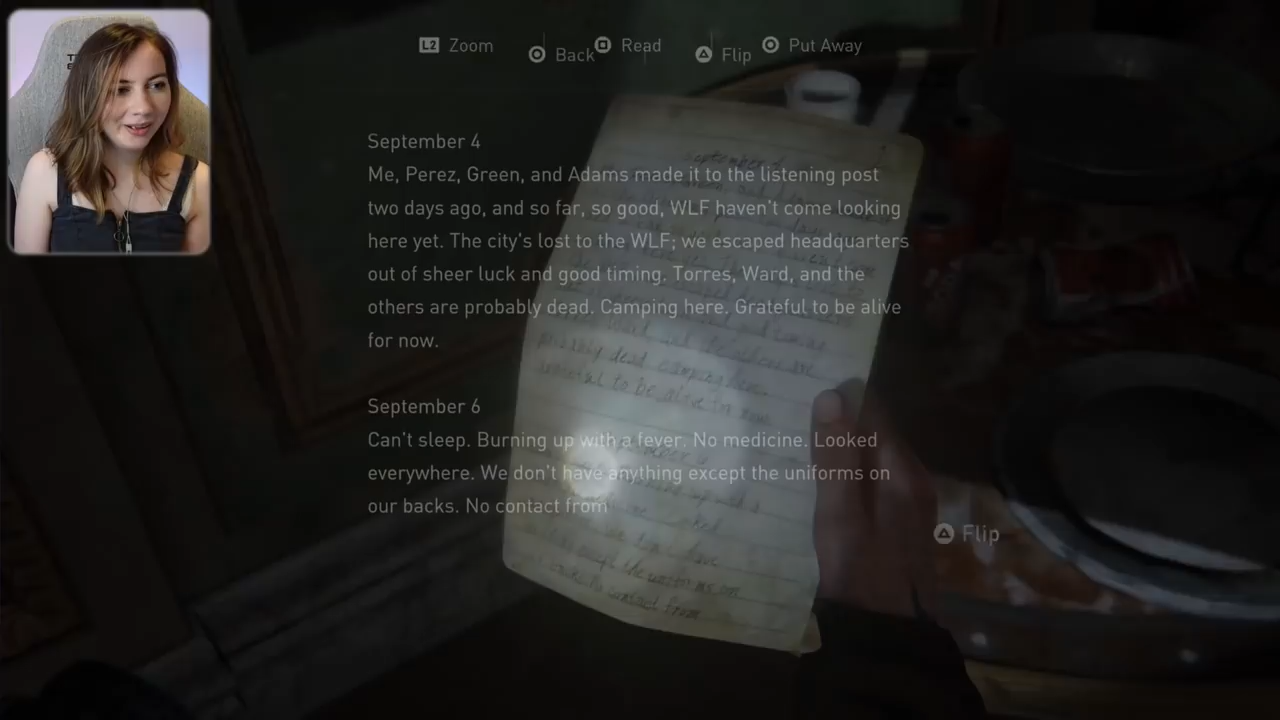 L2 Zoom
Back
Read
Flip
Put Away
September 4
Me, Perez, Green, and Adams made it to the listening post
two days ago, and so far, so good, WLF haven't come looking
here yet. The city's lost to the WLF; we escaped headquarters
out of sheer luck and good timing. Torres, Ward, and the
others are probably dead. Camping here. Grateful to be alive
for now.
September 6
Can't sleep. Burning up with a fever. No medicine. Looked
everywhere. We don't have anything except the uniforms on
our backs. No contact from
Flip